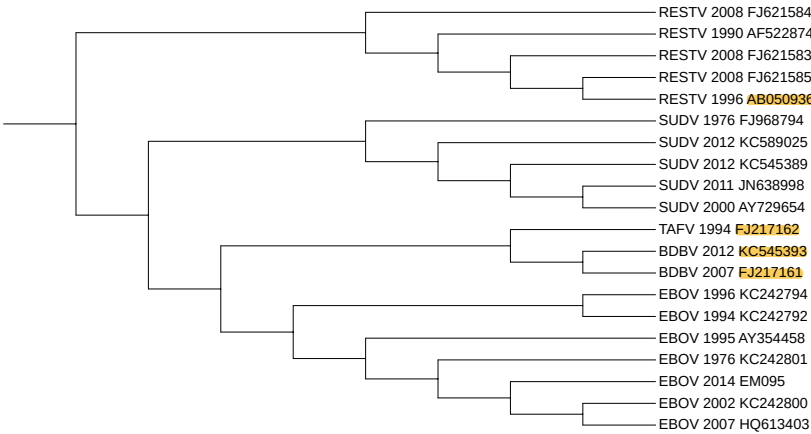 RESTV 2008 FJ621584
RESTV 1990 AF522874
RESTV 2008 FJ621583
RESTV 2008 FJ621585
RESTV 1996 AB050936
SUDV 1976 FJ968794
SUDV 2012 KC589025
SUDV 2012 KC545389
SUDV 2011 JN638998
SUDV 2000 AY729654
TAFV 1994 FJ217162
BDBV 2012 KC545393
BDBV 2007 FJ217161
EBOV 1996 KC242794
EBOV 1994 KC242792
EBOV 1995 AY354458
EBOV 1976 KC242801
EBOV 2014 EM095
EBOV 2002 KC242800
EBOV 2007 HQ613403